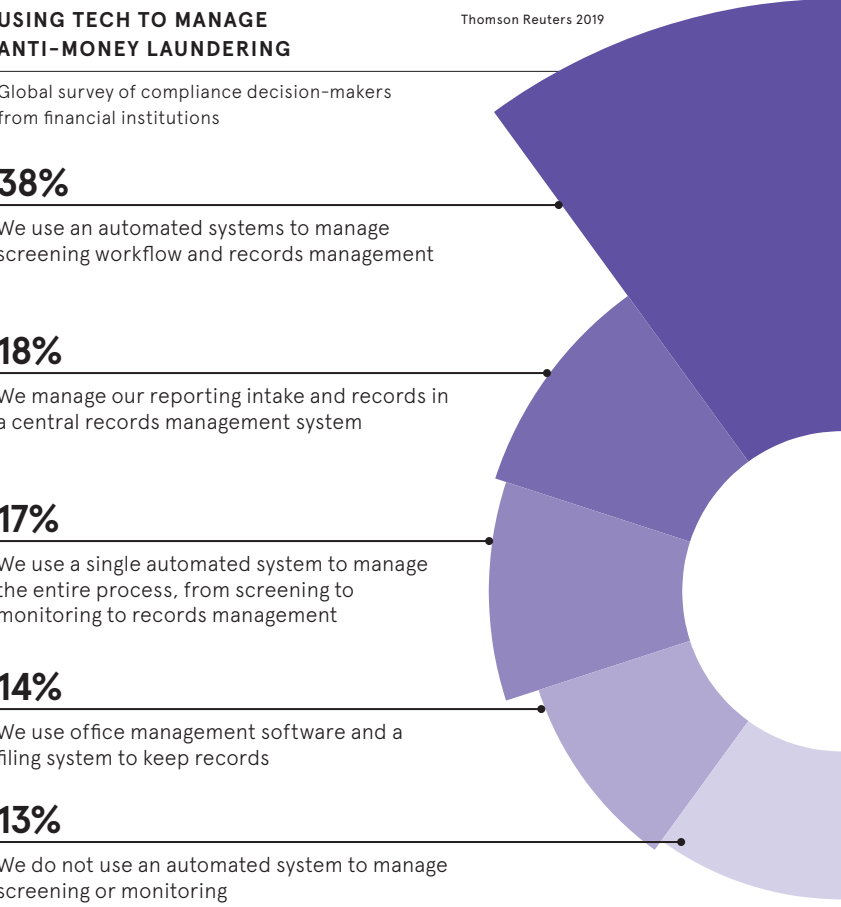 USING TECH TO MANAGE
ANTI-MONEY LAUNDERING
Thomson Reuters 2019
Global survey of compliance decision-makers
from financial institutions
38%
We use an automated systems to manage
screening workflow and records management
18%
We manage our reporting intake and records in
a central records management system
17%
We use a single automated system to manage
the entire process, from screening to
monitoring to records management
14%
We use office management software and a
filing system to keep records
13%
We do not use an automated system to manage
screening or monitoring